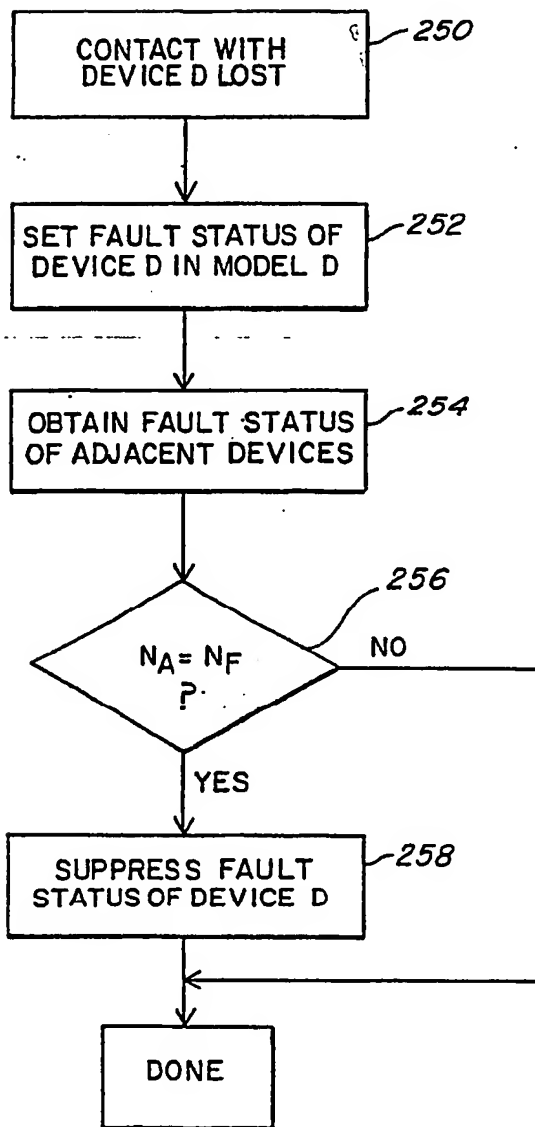 CONTACT WITH
DEVICE D LOST
250
SET FAULT STATUS OF
DEVICE D IN MODEL D
252
OBTAIN FAULT STATUS
OF ADJACENT DEVICES
254
256
NA = NF
?
NO
YES
SUPPRESS FAULT
STATUS OF DEVICE D
258
DONE